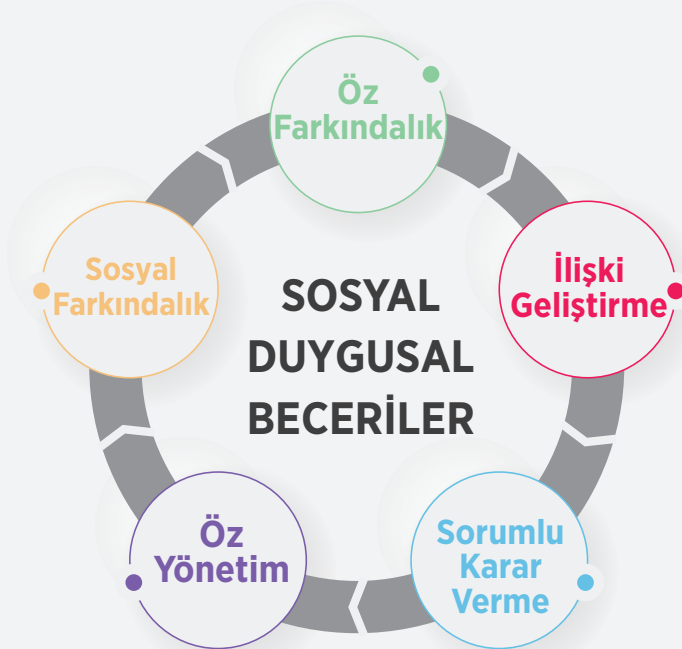 Öz
Farkındalık
Sosyal
Farkındalık
SOSYAL
DUYGUSAL
BECERİLER
İlişki
Geliştirme
Öz
Yönetim
Sorumlu
Karar
Verme